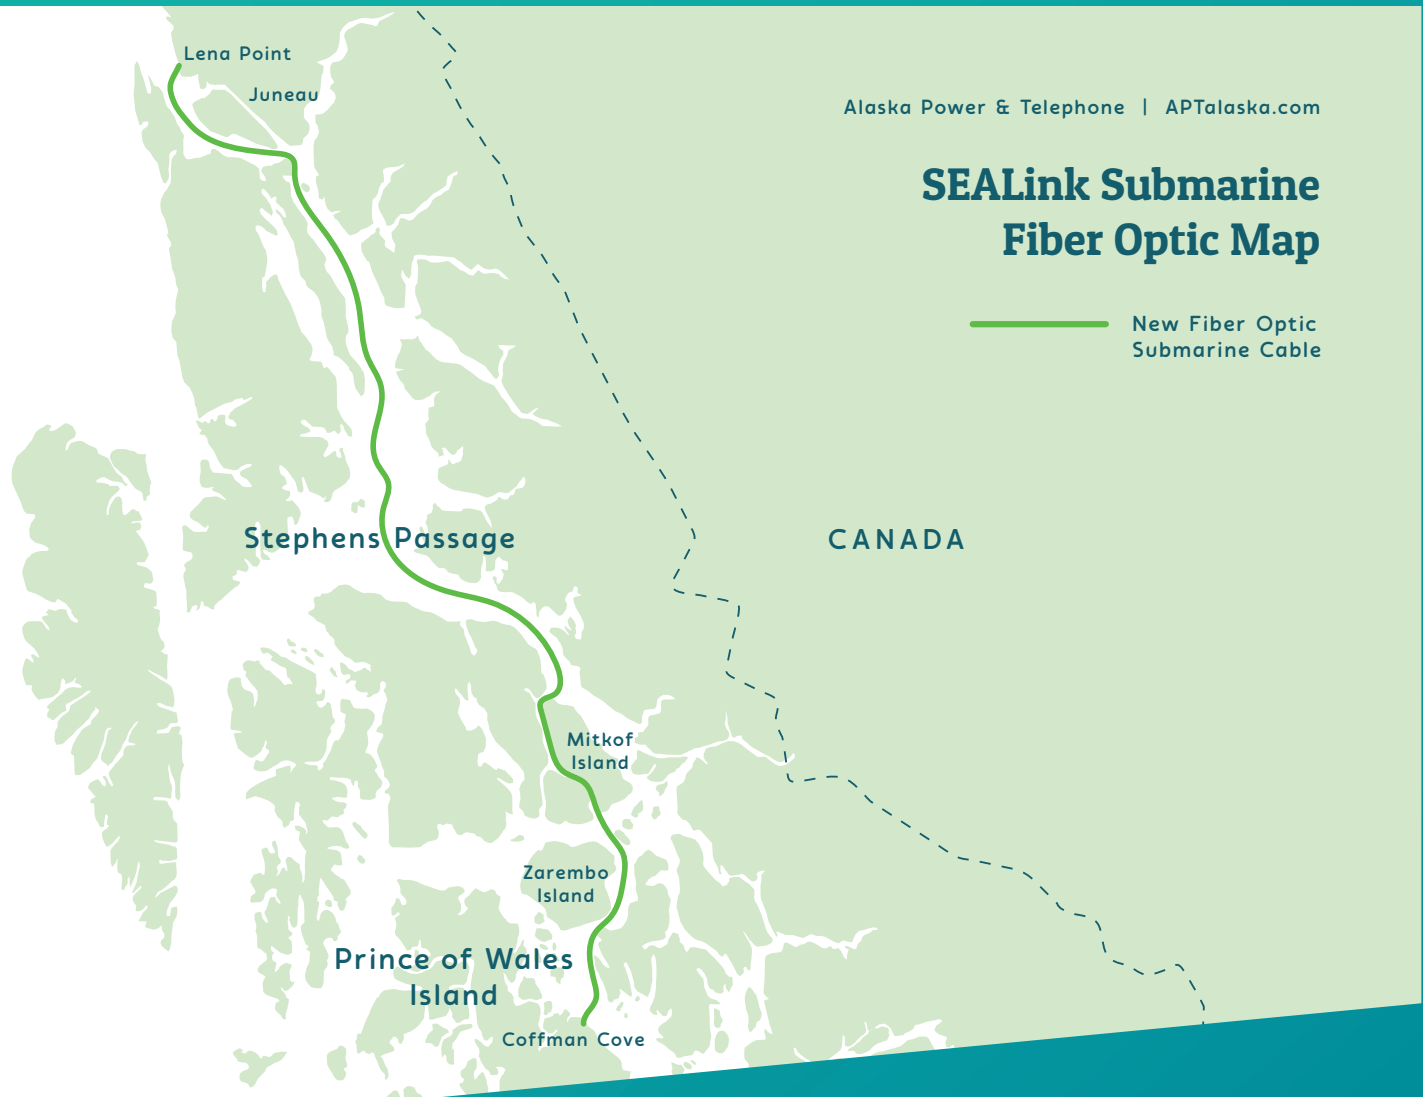 Lena Point
Juneau
Alaska Power & Telephone | APTalaska.com
SEALink Submarine
Fiber Optic Map
New Fiber Optic
Submarine Cable
Stephens Passage
CANADA
Mitkof
Island
Zarembo
Island
Prince of Wales
Island
Coffman Cove